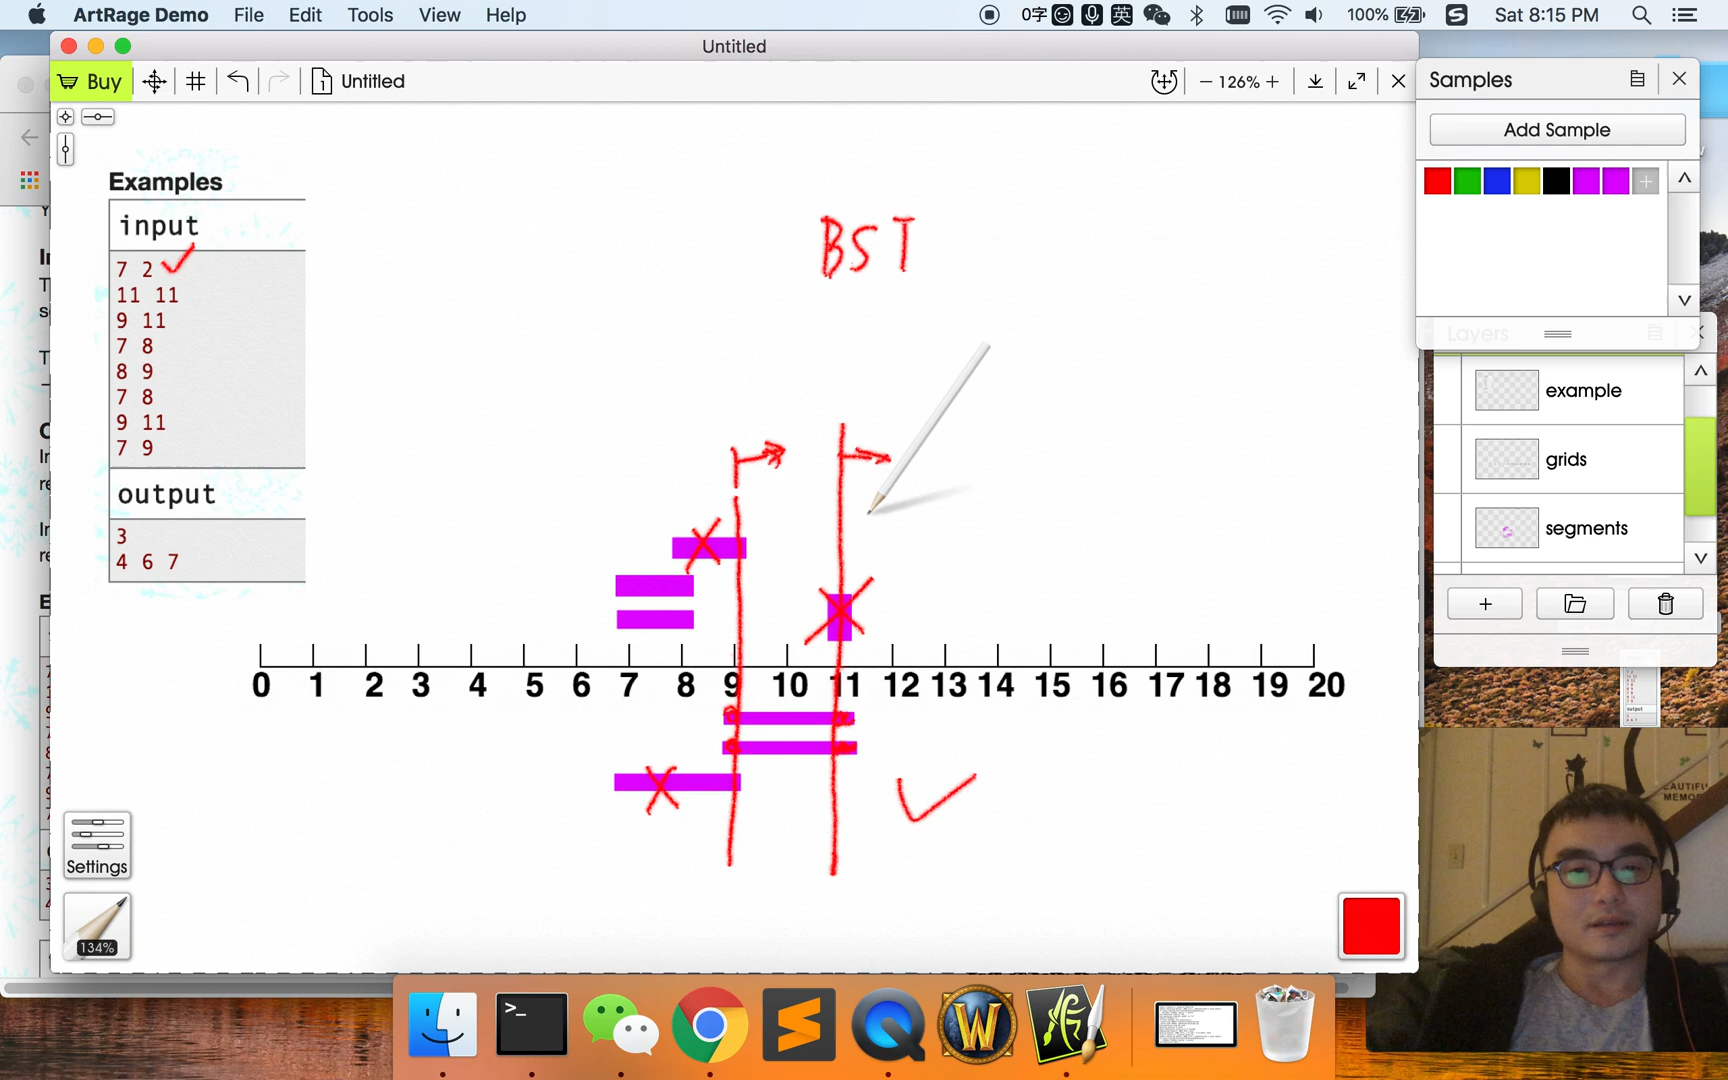 ArtRage Demo File Edit Tools View Help 0字 英 100% Sat 8:15 PM
Untitled
Buy Untitled 126%
Samples
Add Sample
Layers
example
grids
segments
Examples
input
7 2
11 11
9 11
7 8
8 9
7 8
9 11
7 9
output
3
4 6 7
BST
0 1 2 3 4 5 6 7 8 9 10 11 12 13 14 15 16 17 18 19 20
Settings
134%
EAUTIFU
MEMO